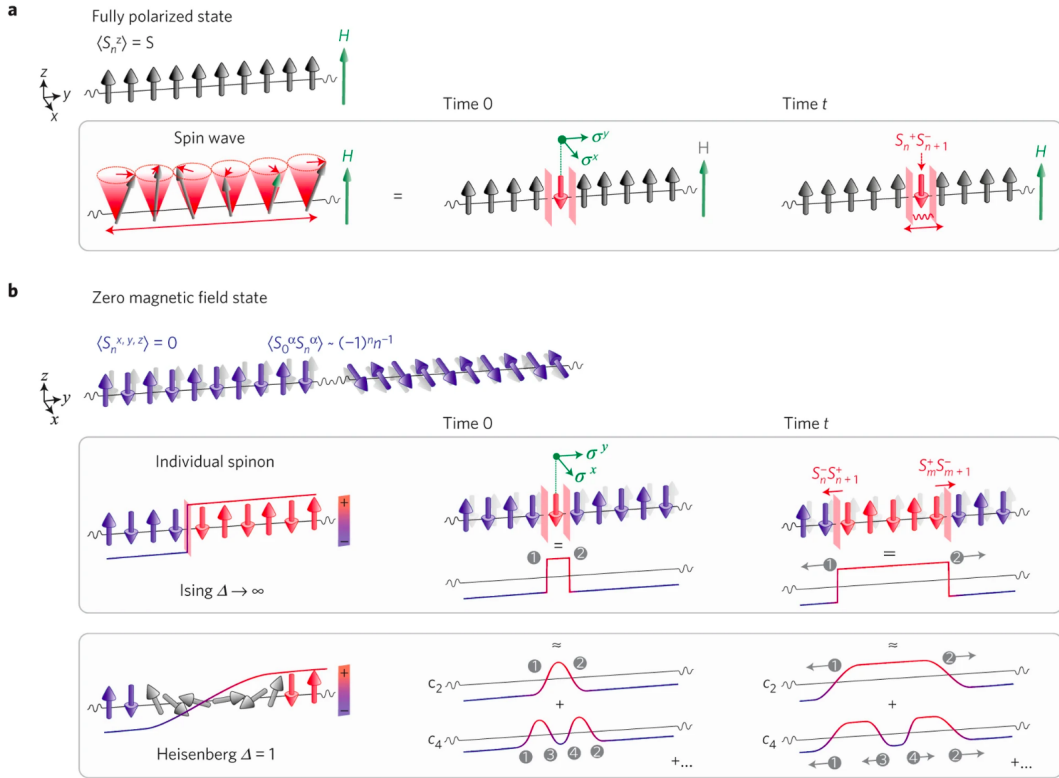 a
Fully polarized state
⟨Sₙᶻ⟩ = S
H
z
y
x
Time 0
Time t
Spin wave
H
=
σʸ
σˣ
H
Sₙ⁺Sₙ₊₁⁻
H
b
Zero magnetic field state
⟨Sₙˣ,ʸ,ᶻ⟩ = 0
⟨S₀ᵅSₙᵅ⟩ ~ (−1)ⁿn⁻¹
z
y
x
Time 0
Time t
Individual spinon
+
−
Ising Δ → ∞
σʸ
σˣ
=
1 2
Sₙ⁻Sₙ₊₁⁺
Sₘ⁺Sₘ₊₁⁻
=
1 2
+
−
Heisenberg Δ = 1
≈
1 2
c₂
+
c₄
1 3 4 2
+...
≈
1 2
c₂
+
c₄
1 3 4 2
+...